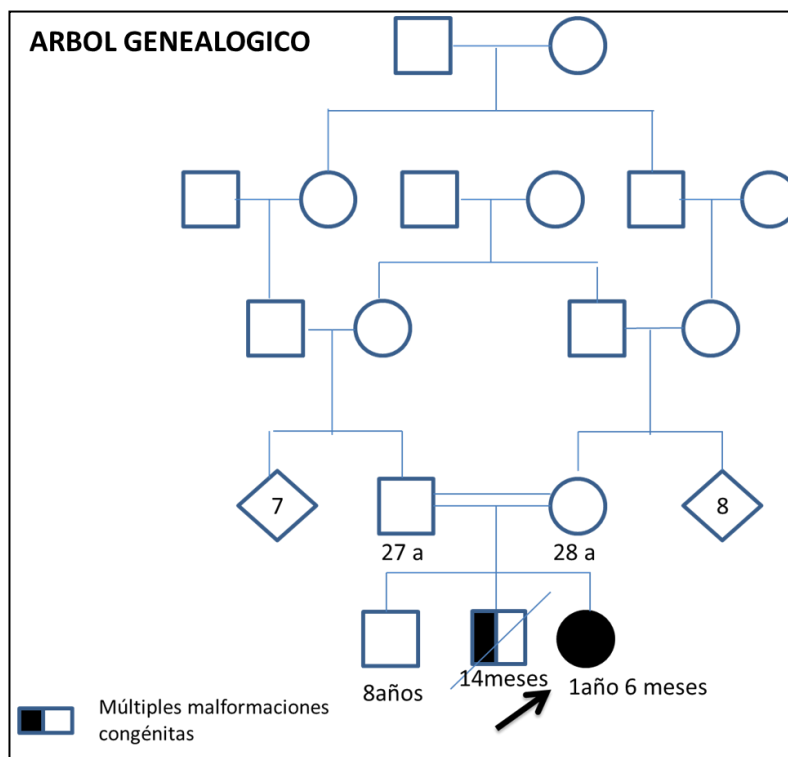 ARBOL GENEALOGICO
7
8
27 a
28 a
8años
14meses
1año 6 meses
Múltiples malformaciones
congénitas